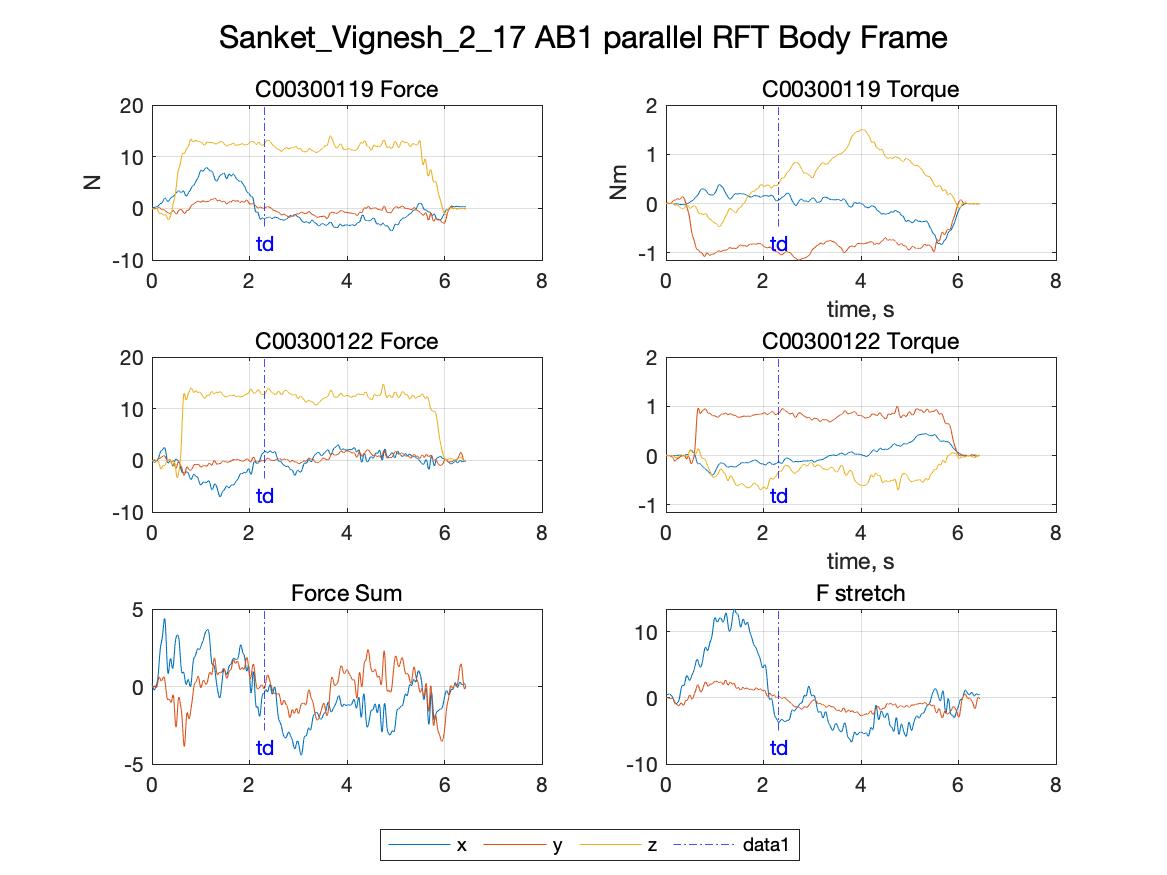 Sanket_Vignesh_2_17 AB1 parallel RFT Body Frame
C00300119 Force
20
10
0
-10
N
td
0 2 4 6 8
C00300119 Torque
2
1
0
-1
Nm
td
0 2 4 6 8
time, s
C00300122 Force
20
10
0
-10
td
0 2 4 6 8
C00300122 Torque
2
1
0
-1
td
0 2 4 6 8
time, s
Force Sum
5
0
-5
td
0 2 4 6 8
F stretch
10
0
-10
td
0 2 4 6 8
x y z data1